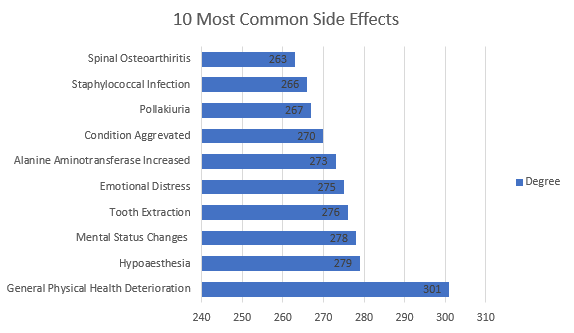 10 Most Common Side Effects
Spinal Osteoarthiritis 263
Staphylococcal Infection 266
Pollakiuria 267
Condition Aggrevated 270
Alanine Aminotransferase Increased 273
Emotional Distress 275
Tooth Extraction 276
Mental Status Changes 278
Hypoaesthesia 279
General Physical Health Deterioration 301
240 250 260 270 280 290 300 310
Degree